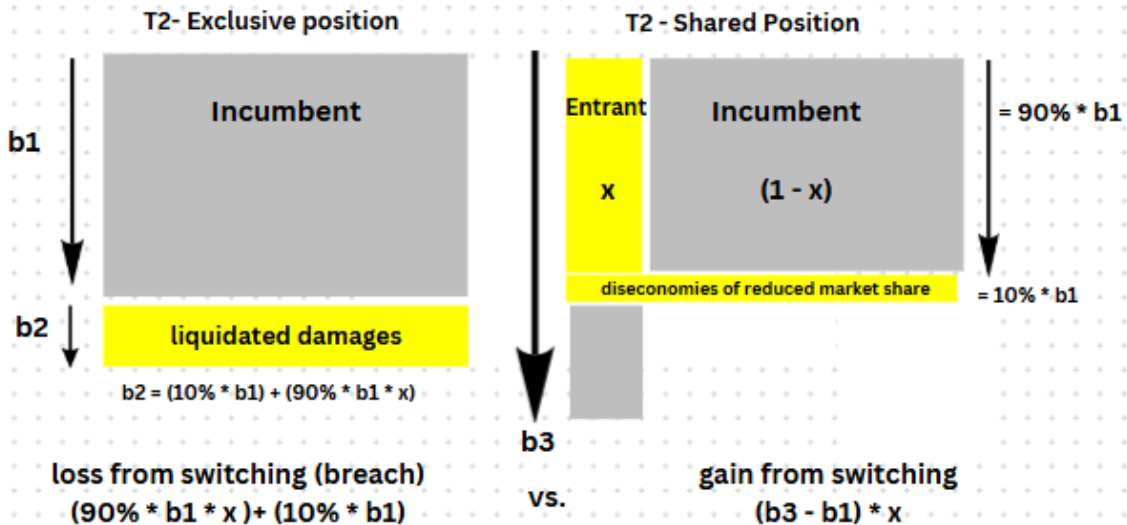 T2- Exclusive position
b1
Incumbent
b2
liquidated damages
b2 = (10% * b1) + (90% * b1 * x)
loss from switching (breach)
(90% * b1 * x )+ (10% * b1)
T2 - Shared Position
Entrant
x
Incumbent
(1 - x)
= 90% * b1
diseconomies of reduced market share
= 10% * b1
b3
vs.
gain from switching
(b3 - b1) * x